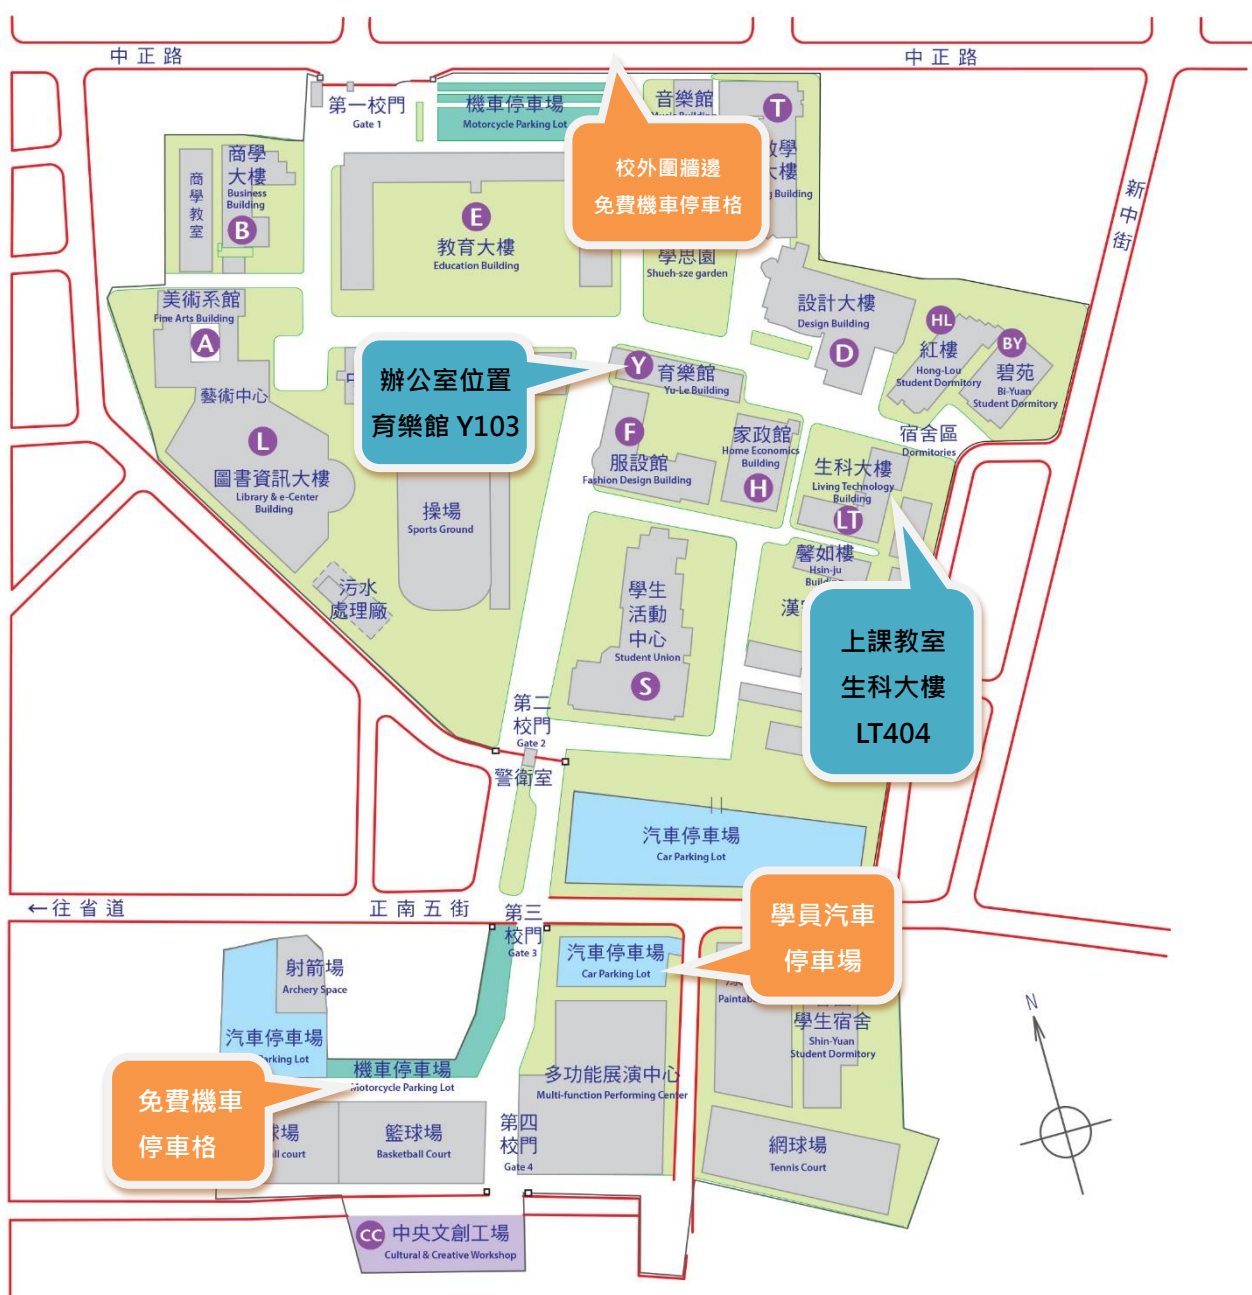 中正路
中正路
第一校門
Gate 1
機車停車場
Motorcycle Parking Lot
音樂館
T
校外圍牆邊
免費機車停車格
商學
大樓
Business
Building
B
商學教室
E
教育大樓
Education Building
學思園
Shueh-sze garden
新中街
美術系館
Fine Arts Building
A
設計大樓
Design Building
D
HL
紅樓
Hong-Lou
Student Dormitory
BY
碧苑
Bi-Yuan
Student Dormitory
辦公室位置
育樂館 Y103
Y
育樂館
Yu-Le Building
藝術中心
L
圖書資訊大樓
Library & e-Center
Building
F
服設館
Fashion Design Building
家政館
Home Economics
Building
H
宿舍區
Dormitories
生科大樓
Living Technology
Building
LT
操場
Sports Ground
馨如樓
Hsin-ju
污水
處理廠
學生
活動
中心
Student Union
S
上課教室
生科大樓
LT404
第二
校門
Gate 2
警衛室
汽車停車場
Car Parking Lot
←往省道
正南五街
第三
校門
Gate 3
學員汽車
停車場
汽車停車場
Car Parking Lot
射箭場
Archery Space
汽車停車場
Parking Lot
機車停車場
Motorcycle Parking Lot
免費機車
停車格
學生宿舍
Shin-Yuan
Student Dormitory
多功能展演中心
Multi-function Performing Center
球場
籃球場
Basketball Court
第四
校門
Gate 4
網球場
Tennis Court
N
CC
中央文創工場
Cultural & Creative Workshop